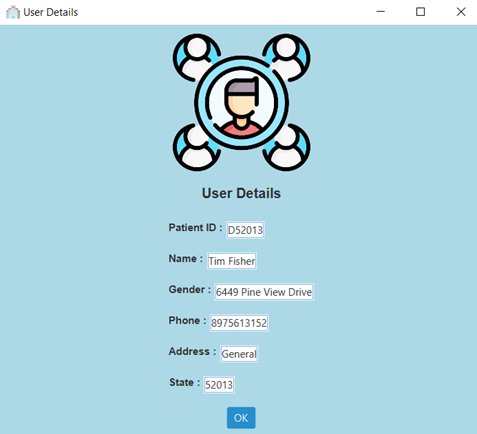 User Details
User Details
Patient ID : D52013
Name : Tim Fisher
Gender : 6449 Pine View Drive
Phone : 8975613152
Address : General
State : 52013
OK